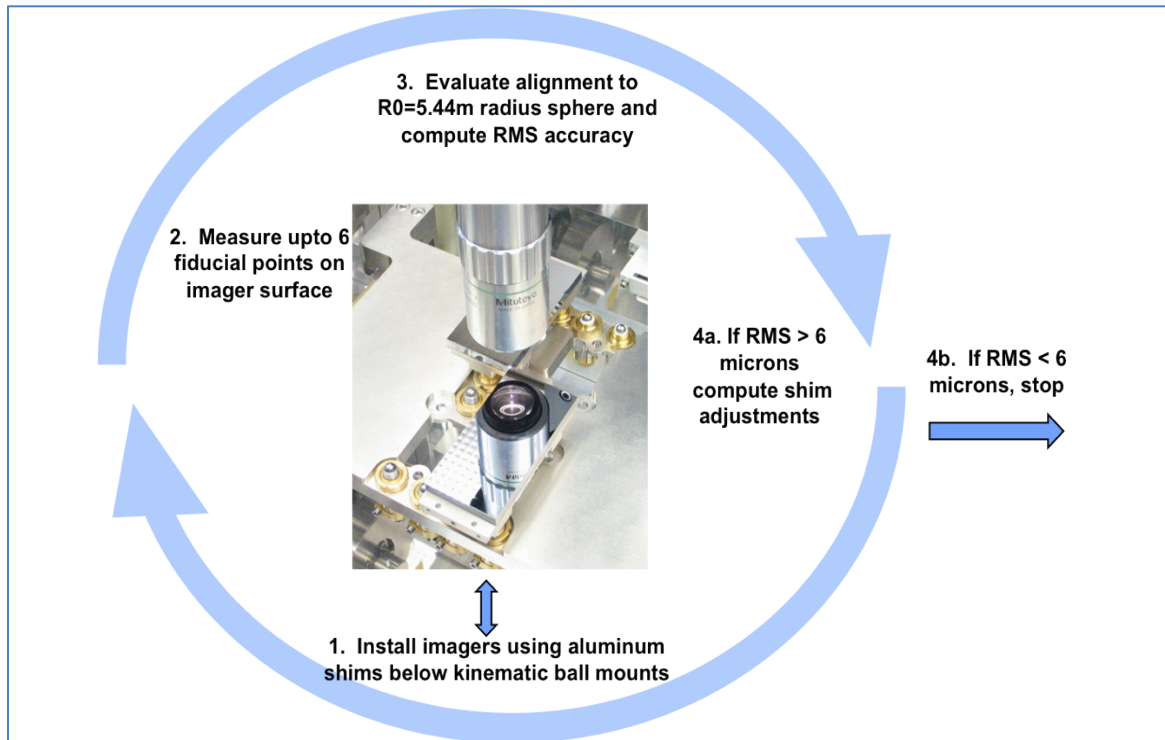 3.  Evaluate alignment to
R0=5.44m radius sphere and
compute RMS accuracy
2.  Measure upto 6
fiducial points on
imager surface
Mitutoyo
4a. If RMS > 6
microns
compute shim
adjustments
4b.  If RMS < 6
microns, stop
1.  Install imagers using aluminum
shims below kinematic ball mounts